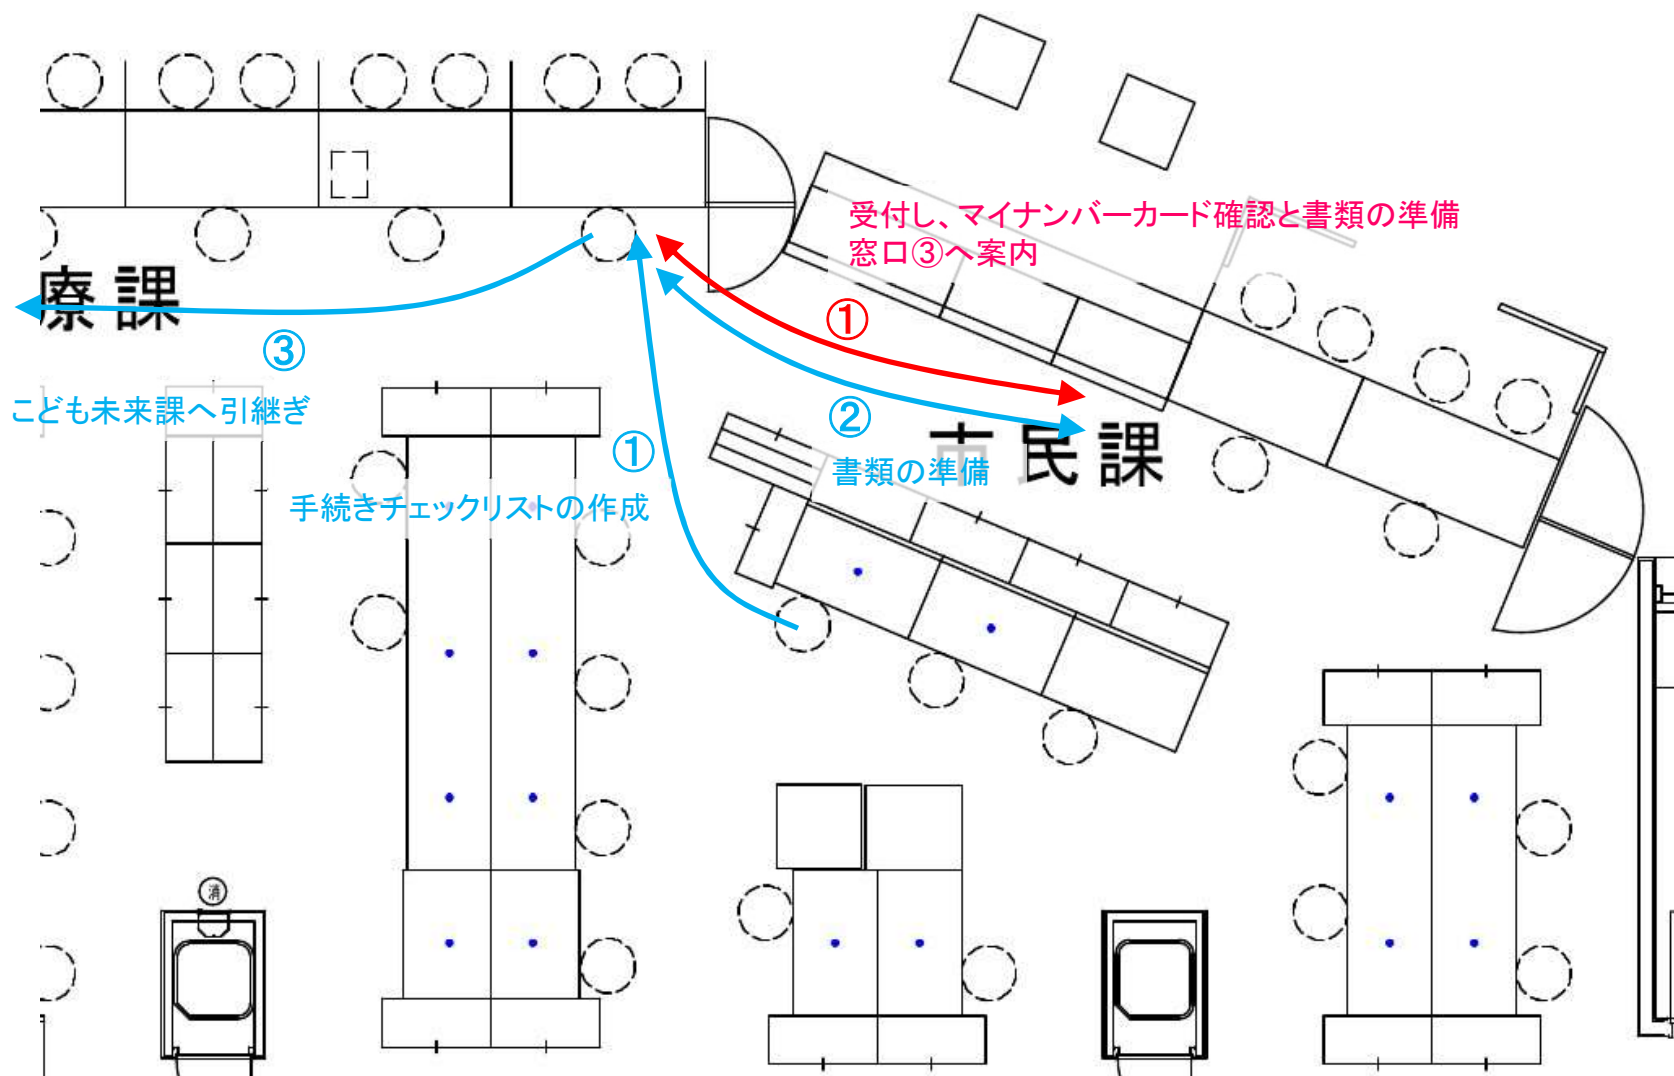 受付し、マイナンバーカード確認と書類の準備
窓口③へ案内
療課
①
③
こども未来課へ引継ぎ
②
市民課
①
書類の準備
手続きチェックリストの作成
消